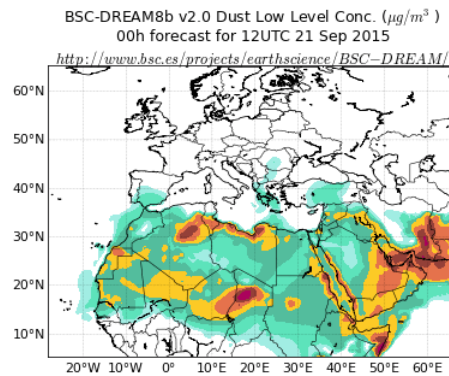 BSC-DREAM8b v2.0 Dust Low Level Conc. (μg/m³ )
00h forecast for 12UTC 21 Sep 2015
http://www.bsc.es/projects/earthscience/BSC−DREAM/
60°N
50°N
40°N
30°N
20°N
10°N
20°W 10°W 0° 10°E 20°E 30°E 40°E 50°E 60°E